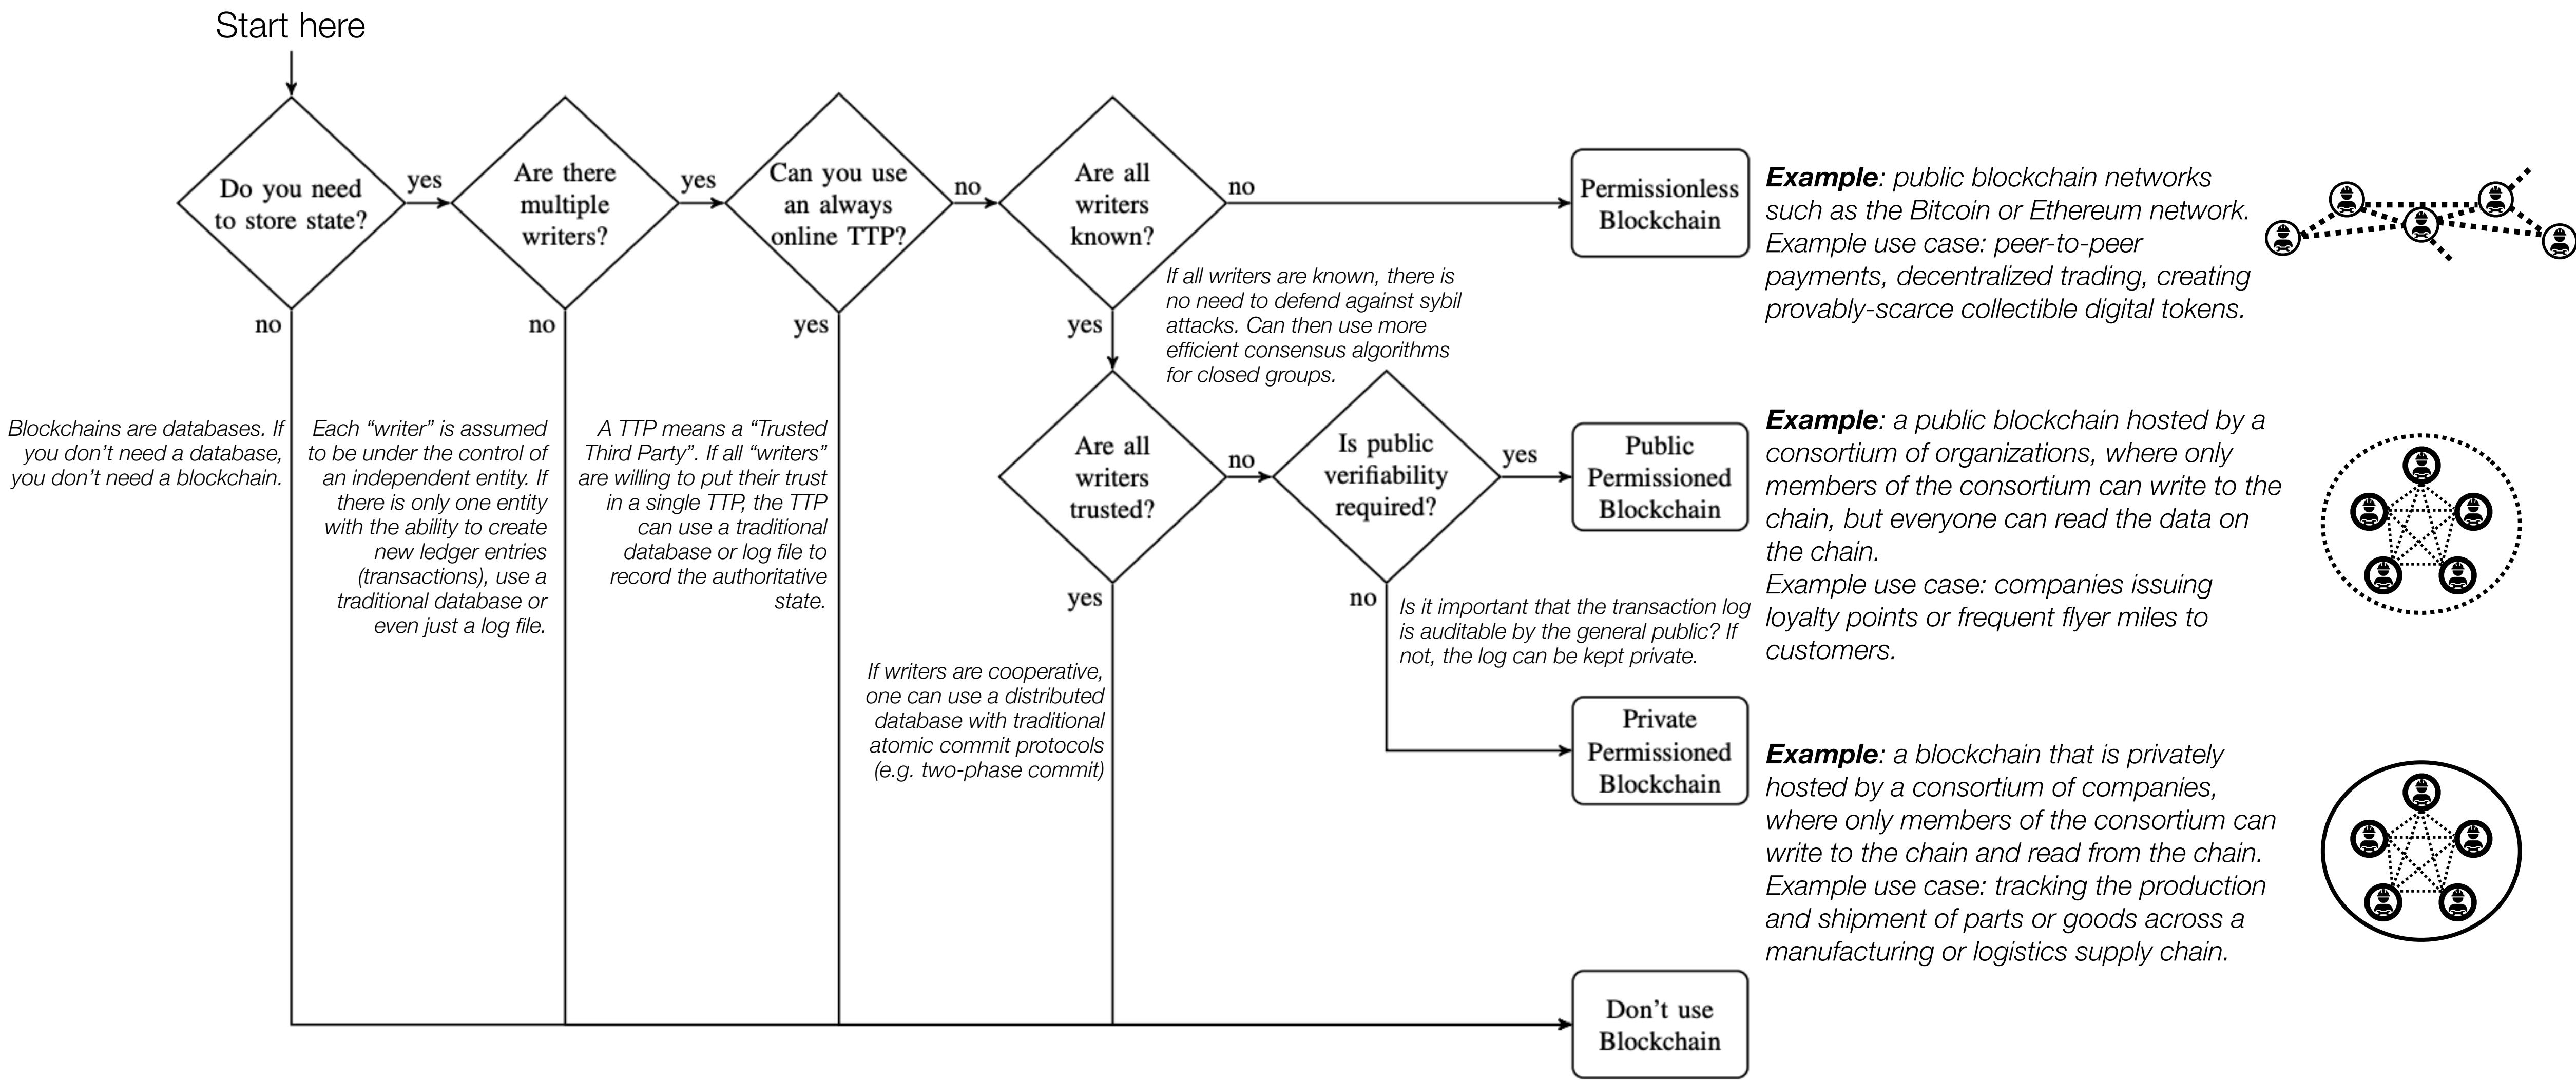 Start here
Do you need
to store state?
yes
no
Are there
multiple
writers?
yes
no
Can you use
an always
online TTP?
no
yes
Are all
writers
known?
no
yes
Permissionless
Blockchain
Example: public blockchain networks
such as the Bitcoin or Ethereum network.
Example use case: peer-to-peer
payments, decentralized trading, creating
provably-scarce collectible digital tokens.
If all writers are known, there is
no need to defend against sybil
attacks. Can then use more
efficient consensus algorithms
for closed groups.
Blockchains are databases. If
you don't need a database,
you don't need a blockchain.
Each “writer” is assumed
to be under the control of
an independent entity. If
there is only one entity
with the ability to create
new ledger entries
(transactions), use a
traditional database or
even just a log file.
A TTP means a “Trusted
Third Party”. If all “writers”
are willing to put their trust
in a single TTP, the TTP
can use a traditional
database or log file to
record the authoritative
state.
Are all
writers
trusted?
no
yes
Is public
verifiability
required?
yes
no
Public
Permissioned
Blockchain
Example: a public blockchain hosted by a
consortium of organizations, where only
members of the consortium can write to the
chain, but everyone can read the data on
the chain.
Example use case: companies issuing
loyalty points or frequent flyer miles to
customers.
If writers are cooperative,
one can use a distributed
database with traditional
atomic commit protocols
(e.g. two-phase commit)
Is it important that the transaction log
is auditable by the general public? If
not, the log can be kept private.
Private
Permissioned
Blockchain
Example: a blockchain that is privately
hosted by a consortium of companies,
where only members of the consortium can
write to the chain and read from the chain.
Example use case: tracking the production
and shipment of parts or goods across a
manufacturing or logistics supply chain.
Don't use
Blockchain